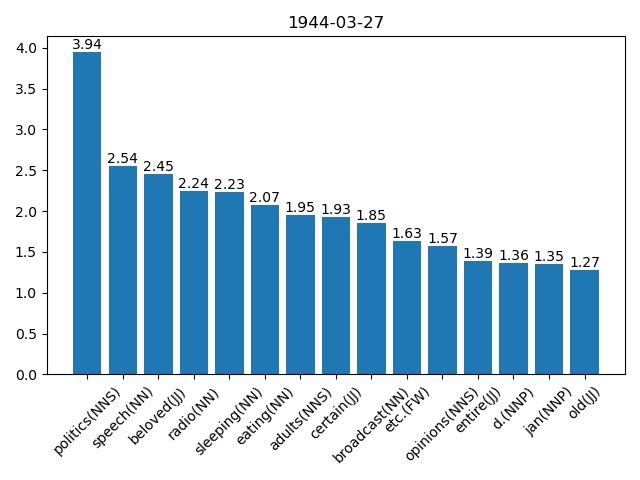 1944-03-27
4.0
3.5
3.0
2.5
2.0
1.5
1.0
0.5
0.0
3.94
2.54
2.45
2.24
2.23
2.07
1.95
1.93
1.85
1.63
1.57
1.39
1.36
1.35
1.27
politics(NNS)
speech(NN)
beloved(JJ)
radio(NN)
sleeping(NN)
eating(NN)
adults(NNS)
certain(JJ)
broadcast(NN)
etc.(FW)
opinions(NNS)
entire(JJ)
d.(NNP)
jan(NNP)
old(JJ)